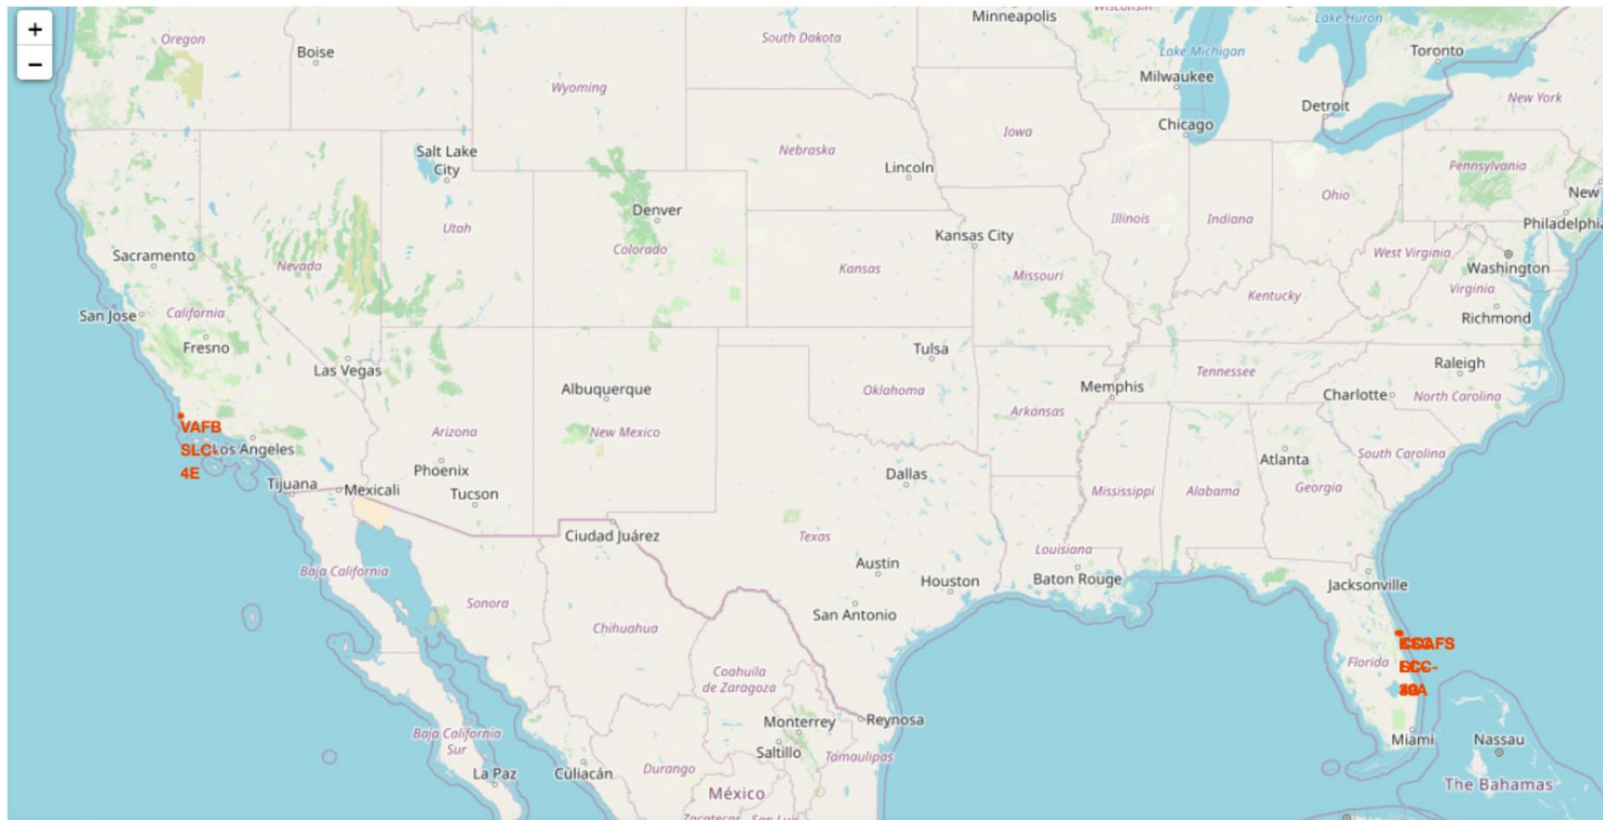 +
−
Oregon
Boise
South Dakota
Minneapolis
Wisconsin
Lake Huron
Toronto
Wyoming
Lake Michigan
Milwaukee
Detroit
New York
Chicago
Iowa
Salt Lake
City
Nebraska
Lincoln
Pennsylvania
New
Ohio
Denver
Illinois
Indiana
Philadelphia
Utah
Colorado
Kansas City
West Virginia
Sacramento
Nevada
Kansas
Missouri
Washington
Kentucky
Virginia
San Jose
California
Richmond
Fresno
Las Vegas
Tulsa
Raleigh
Tennessee
Albuquerque
Oklahoma
Memphis
Charlotte
North Carolina
Arkansas
VAFB
SLC-
4E
Los Angeles
Arizona
New Mexico
South Carolina
Atlanta
Phoenix
Dallas
Tijuana
Mexicali
Tucson
Mississippi
Alabama
Georgia
Ciudad Juárez
Texas
Louisiana
Austin
Baton Rouge
Houston
Jacksonville
Baja California
Sonora
San Antonio
Chihuahua
Florida
Coahuila
de Zaragoza
Monterrey
Reynosa
Baja California
Sur
Saltillo
Tamaulipas
Miami
Nassau
La Paz
Culiacán
Durango
The Bahamas
México
Zacatecas
San Luis